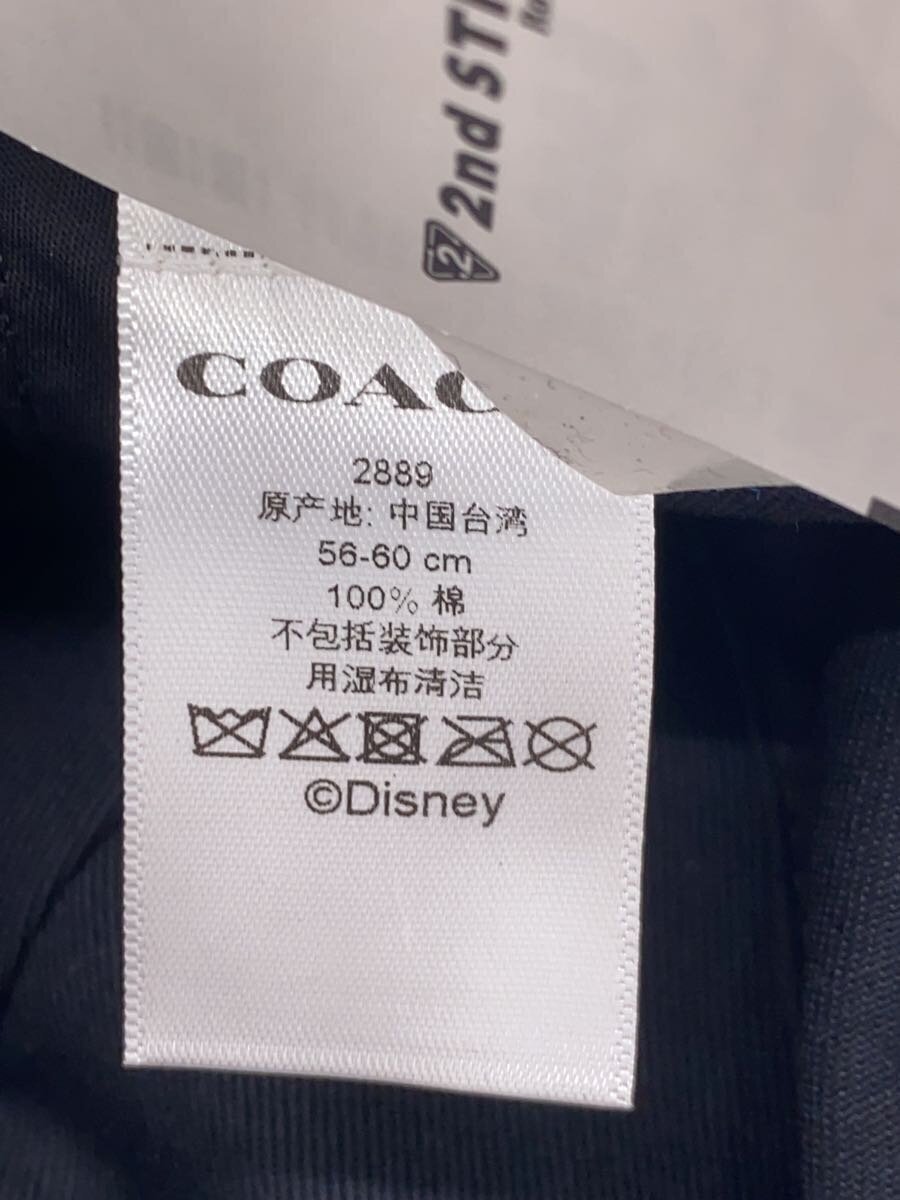 2nd
COAC
2889
原产地: 中国台湾
56-60 cm
100% 棉
不包括装饰部分
用湿布清洁
©Disney